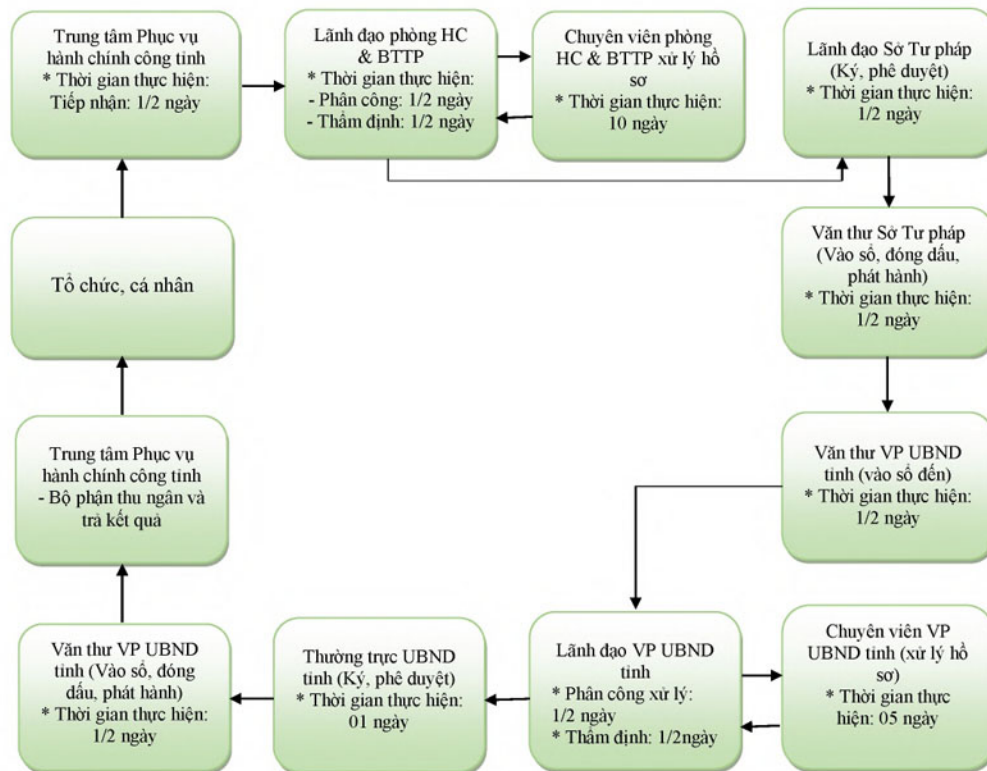 Trung tâm Phục vụ
hành chính công tỉnh
* Thời gian thực hiện:
Tiếp nhận: 1/2 ngày
Lãnh đạo phòng HC
& BTTP
* Thời gian thực hiện:
- Phân công: 1/2 ngày
- Thẩm định: 1/2 ngày
Chuyên viên phòng
HC & BTTP xử lý hồ
sơ
* Thời gian thực hiện:
10 ngày
Lãnh đạo Sở Tư pháp
(Ký, phê duyệt)
* Thời gian thực hiện:
1/2 ngày
Văn thư Sở Tư pháp
(Vào sổ, đóng dấu,
phát hành)
* Thời gian thực hiện:
1/2 ngày
Văn thư VP UBND
tỉnh (vào sổ đến)
* Thời gian thực hiện:
1/2 ngày
Chuyên viên VP
UBND tỉnh (xử lý hồ
sơ)
* Thời gian thực
hiện: 05 ngày
Lãnh đạo VP UBND
tỉnh
* Phân công xử lý:
1/2 ngày
* Thẩm định: 1/2ngày
Thường trực UBND
tỉnh (Ký, phê duyệt)
* Thời gian thực hiện:
01 ngày
Văn thư VP UBND
tỉnh (Vào sổ, đóng
dấu, phát hành)
* Thời gian thực hiện:
1/2 ngày
Trung tâm Phục vụ
hành chính công tỉnh
- Bộ phận thu ngân và
trả kết quả
Tổ chức, cá nhân